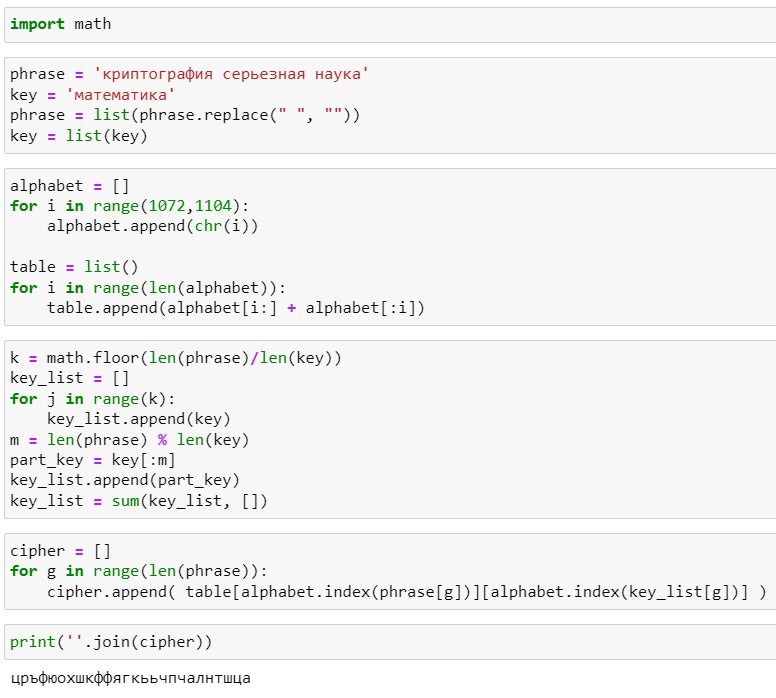 import math
phrase = 'криптография серьезная наука'
key = 'математика'
phrase = list(phrase.replace(" ", ""))
key = list(key)
alphabet = []
for i in range(1072,1104):
    alphabet.append(chr(i))
table = list()
for i in range(len(alphabet)):
    table.append(alphabet[i:] + alphabet[:i])
k = math.floor(len(phrase)/len(key))
key_list = []
for j in range(k):
    key_list.append(key)
m = len(phrase) % len(key)
part_key = key[:m]
key_list.append(part_key)
key_list = sum(key_list, [])
cipher = []
for g in range(len(phrase)):
    cipher.append( table[alphabet.index(phrase[g])][alphabet.index(key_list[g])] )
print(''.join(cipher))
цръфюохшкффягкььчпчалнтшца